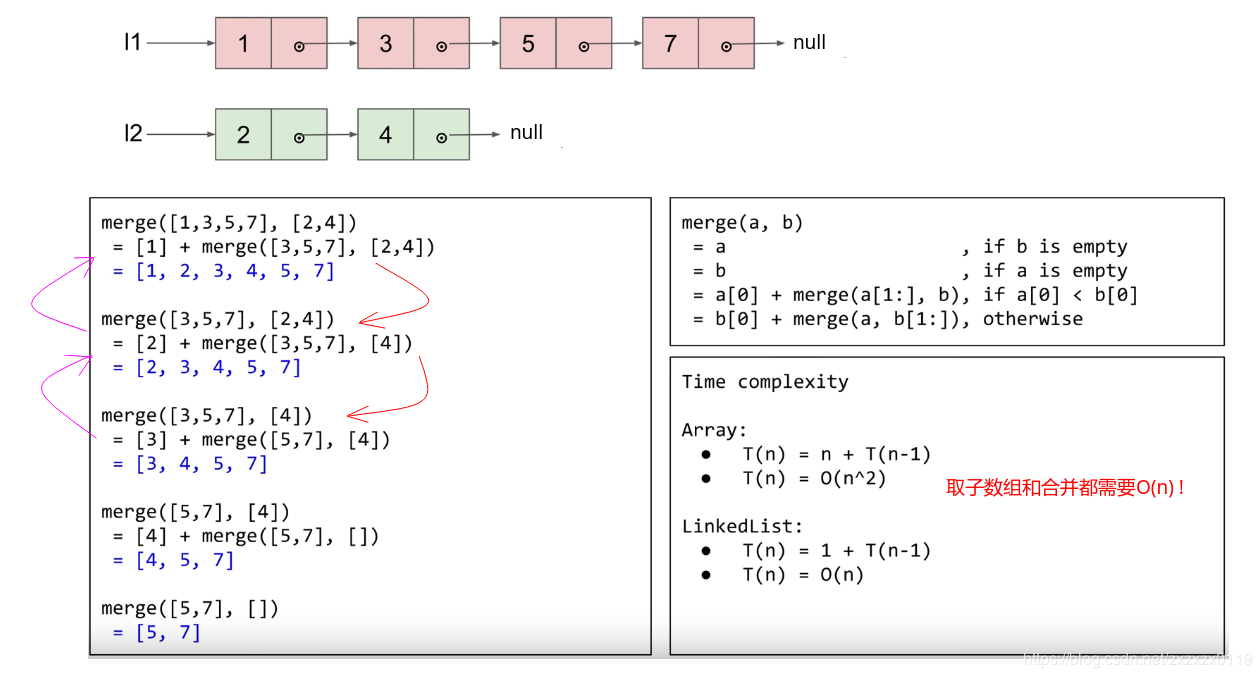 l1 1 3 5 7 null
l2 2 4 null
merge([1,3,5,7], [2,4])
= [1] + merge([3,5,7], [2,4])
= [1, 2, 3, 4, 5, 7]
merge([3,5,7], [2,4])
= [2] + merge([3,5,7], [4])
= [2, 3, 4, 5, 7]
merge([3,5,7], [4])
= [3] + merge([5,7], [4])
= [3, 4, 5, 7]
merge([5,7], [4])
= [4] + merge([5,7], [])
= [4, 5, 7]
merge([5,7], [])
= [5, 7]
merge(a, b)
= a , if b is empty
= b , if a is empty
= a[0] + merge(a[1:], b), if a[0] < b[0]
= b[0] + merge(a, b[1:]), otherwise
Time complexity
Array:
● T(n) = n + T(n-1)
● T(n) = O(n^2)
取子数组和合并都需要O(n)！
LinkedList:
● T(n) = 1 + T(n-1)
● T(n) = O(n)
https://blog.csdn.net/zxzxzx0119